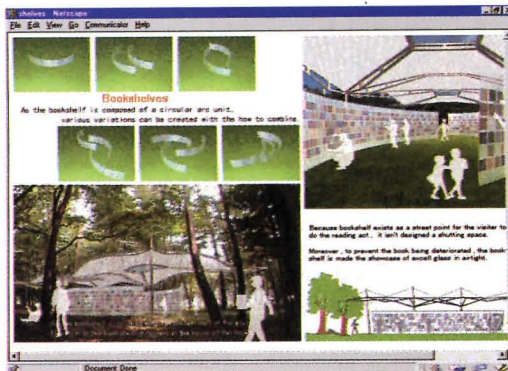 shelves - Netscape
File Edit View Go Communicator Help
Bookshelves
As the bookshelf is composed of a circular arc unit,
various variations can be created with the how to combine.
Because bookshelf exists as a street point for the visiter to
do the reading act , it isn't designed a shutting space.
Moreover , to prevent the book being deteriorated , the book
shelf is made the showcase of excell glass in airtight.
Document: Done